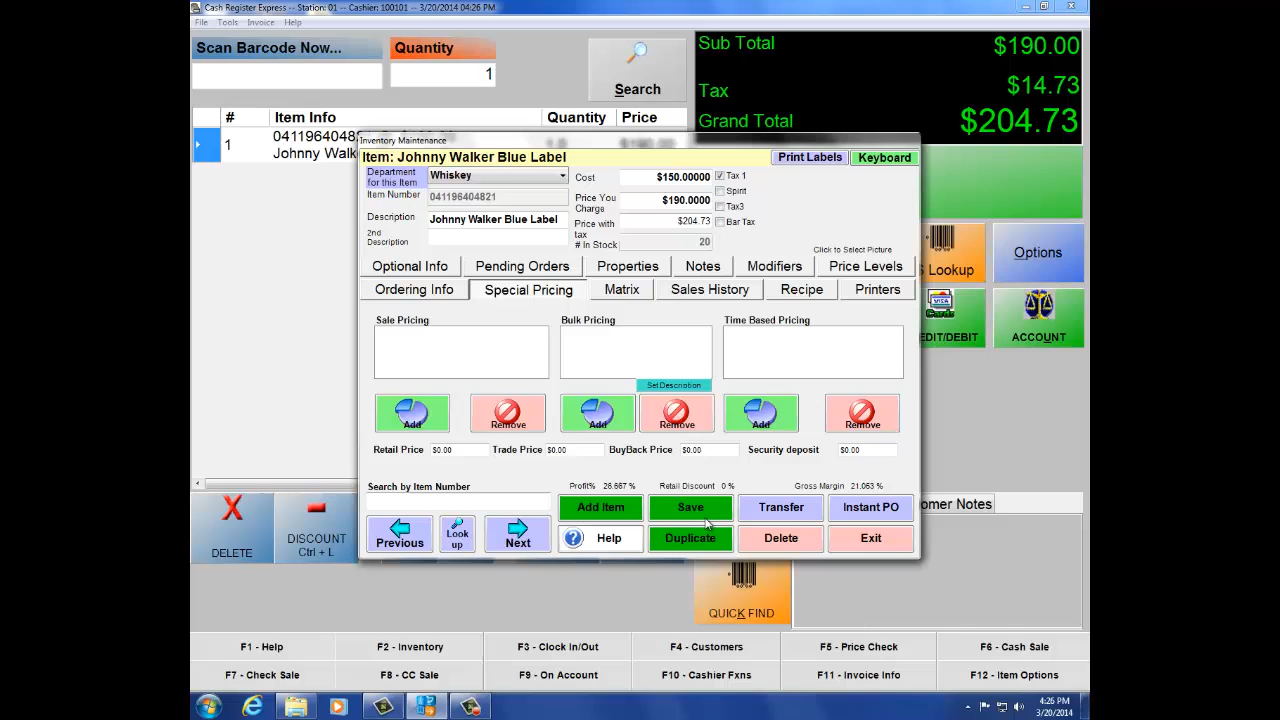 Cash Register Express -- Station: 01 -- Cashier: 100101 -- 3/20/2014 04:26 PM
File Tools Invoice Help
Scan Barcode Now...
Quantity
1
Search
Sub Total $190.00
Tax $14.73
Grand Total $204.73
# Item Info Quantity Price
1 04119640482
Johnny Walk
Inventory Maintenance
Item: Johnny Walker Blue Label
Print Labels
Keyboard
Department for this Item
Whiskey
Item Number
041196404821
Description
Johnny Walker Blue Label
2nd Description
Cost $150.00000
Price You Charge $190.0000
Price with tax $204.73
# In Stock 20
Tax 1
Spirit
Tax3
Bar Tax
Click to Select Picture
Optional Info Pending Orders Properties Notes Modifiers Price Levels
Ordering Info Special Pricing Matrix Sales History Recipe Printers
Sale Pricing Bulk Pricing Time Based Pricing
Set Description
Add Remove Add Remove Add Remove
Retail Price $0.00 Trade Price $0.00 BuyBack Price $0.00 Security deposit $0.00
Profit% 26.667 % Retail Discount 0 % Gross Margin 21.053 %
Search by Item Number
Add Item Save Transfer Instant PO
Previous Look up Next Help Duplicate Delete Exit
Lookup
Options
EDIT/DEBIT
ACCOUNT
DELETE
DISCOUNT
Ctrl + L
omer Notes
QUICK FIND
F1 - Help F2 - Inventory F3 - Clock In/Out F4 - Customers F5 - Price Check F6 - Cash Sale
F7 - Check Sale F8 - CC Sale F9 - On Account F10 - Cashier Fxns F11 - Invoice Info F12 - Item Options
4:26 PM
3/20/2014